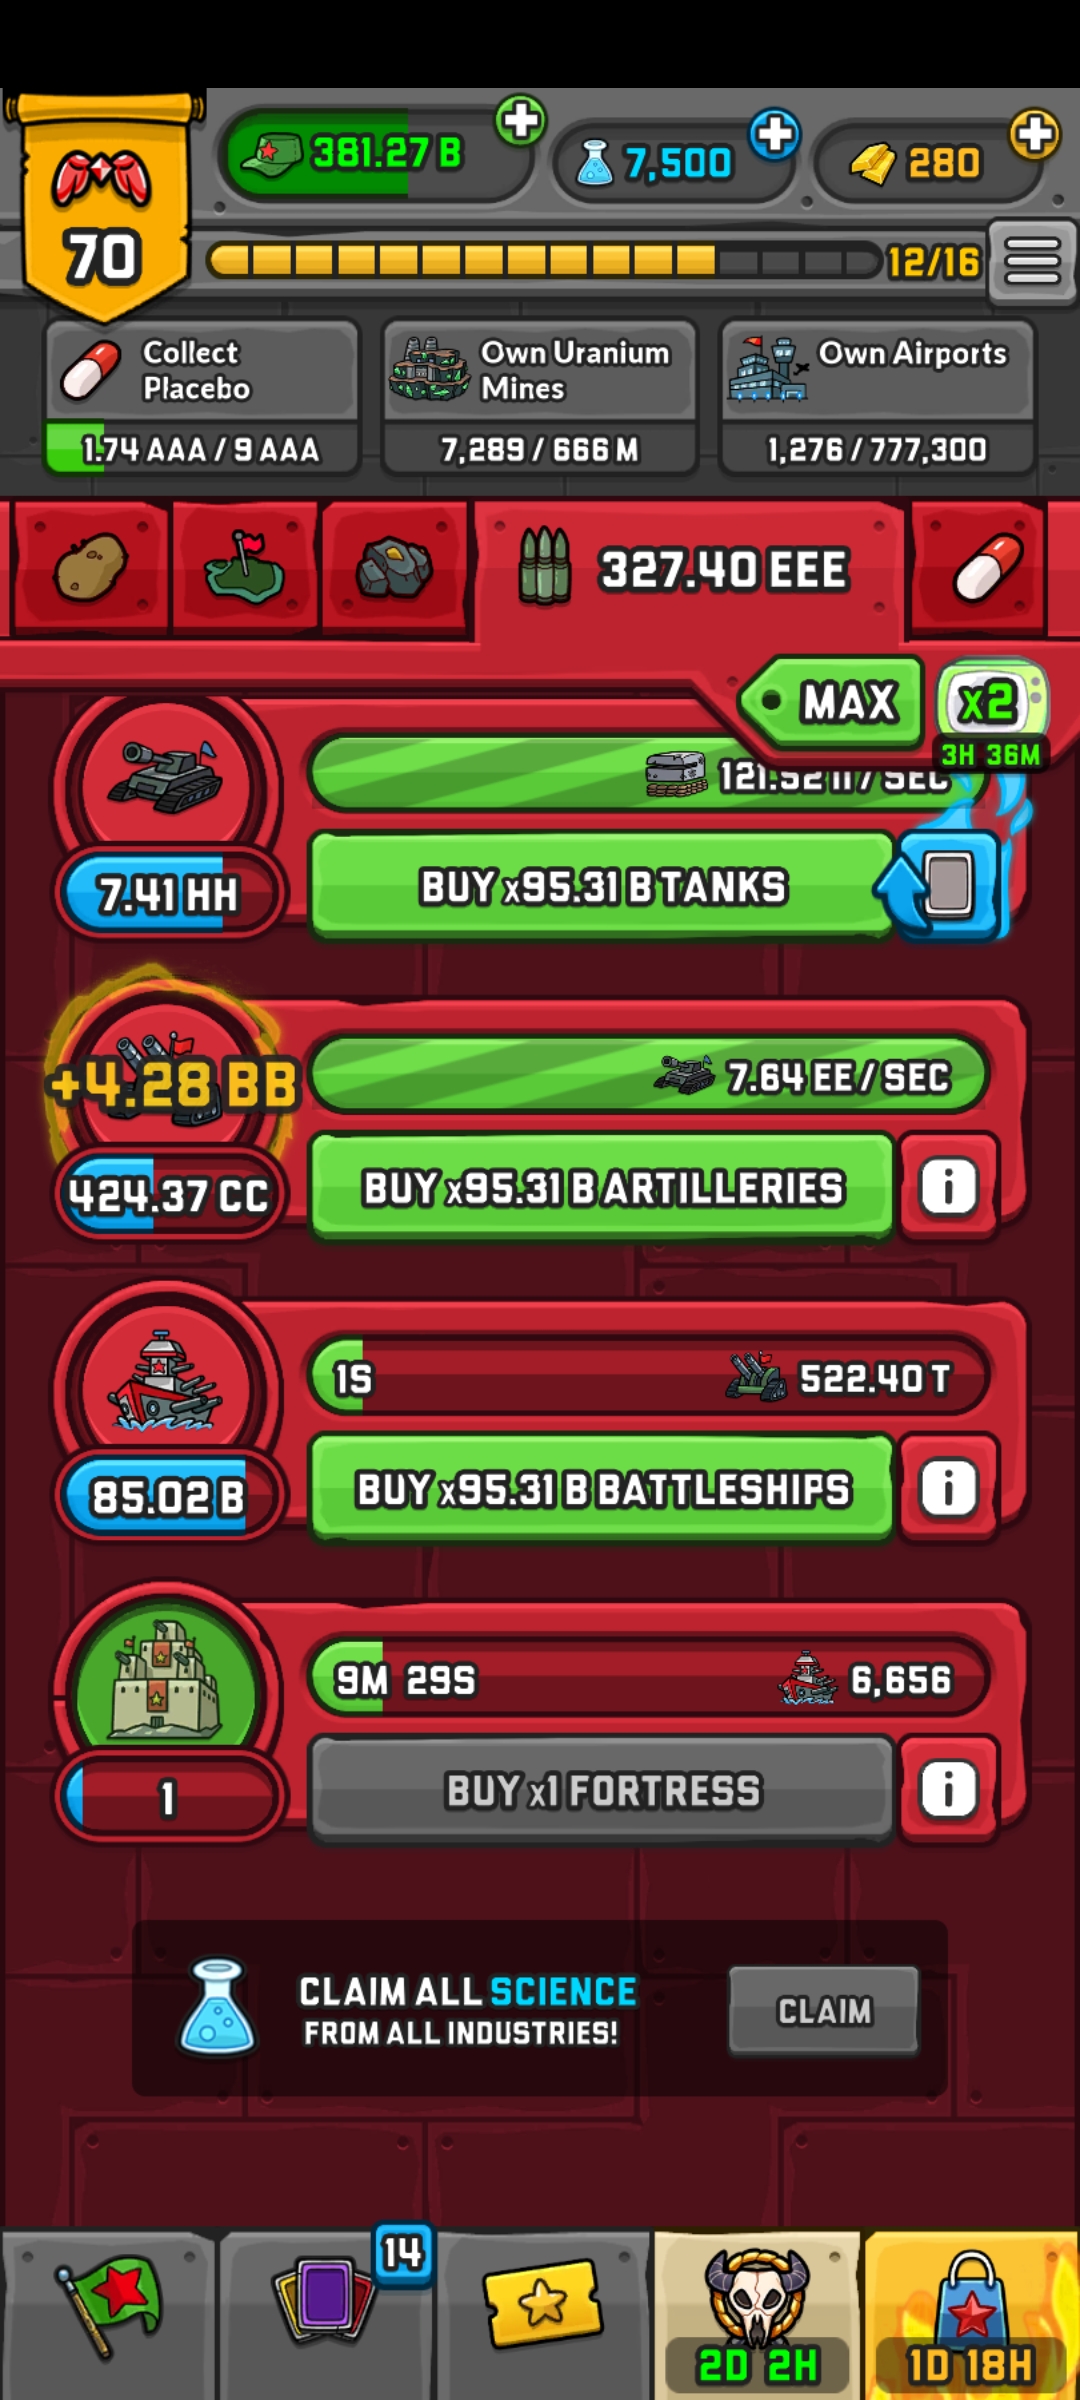 381.27 B
7,500
280
70
12/16
Collect
Placebo
1.74 AAA / 9 AAA
Own Uranium
Mines
7,289 / 666 M
Own Airports
1,276 / 777,300
327.40 EEE
MAX
x2
3H 36M
7.41 HH
BUY x95.31 B TANKS
+4.28 BB
7.64 EE / SEC
424.37 CC
BUY x95.31 B ARTILLERIES
i
1S
522.40 T
85.02 B
BUY x95.31 B BATTLESHIPS
i
9M 29S
6,656
1
BUY x1 FORTRESS
i
CLAIM ALL SCIENCE
FROM ALL INDUSTRIES!
CLAIM
14
2D 2H
1D 18H